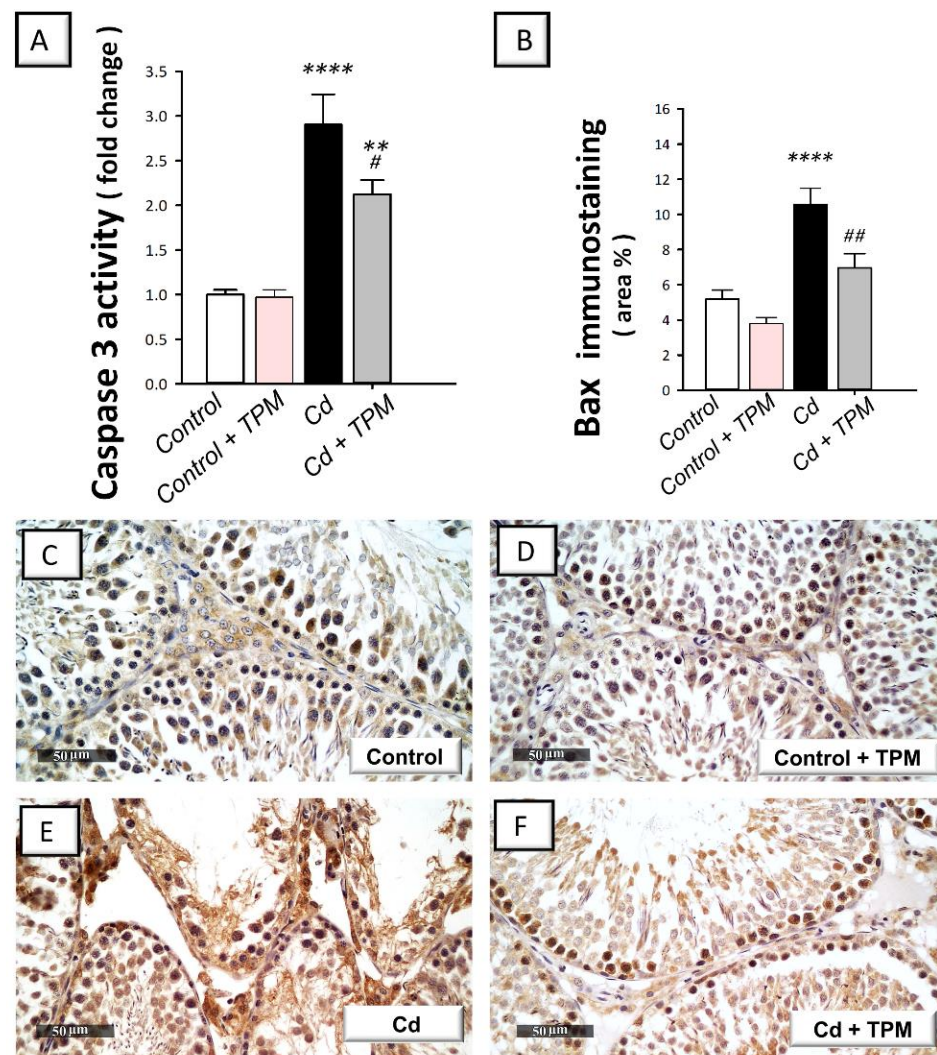 A
Caspase 3 activity ( fold change )
3.5
3.0
2.5
2.0
1.5
1.0
0.5
0.0
****
**
#
Control
Control + TPM
Cd
Cd + TPM
B
Bax immunostaining
( area % )
16
14
12
10
8
6
4
2
0
****
##
Control
Control + TPM
Cd
Cd + TPM
C
50 µm
Control
D
50 µm
Control + TPM
E
50 µm
Cd
F
50 µm
Cd + TPM